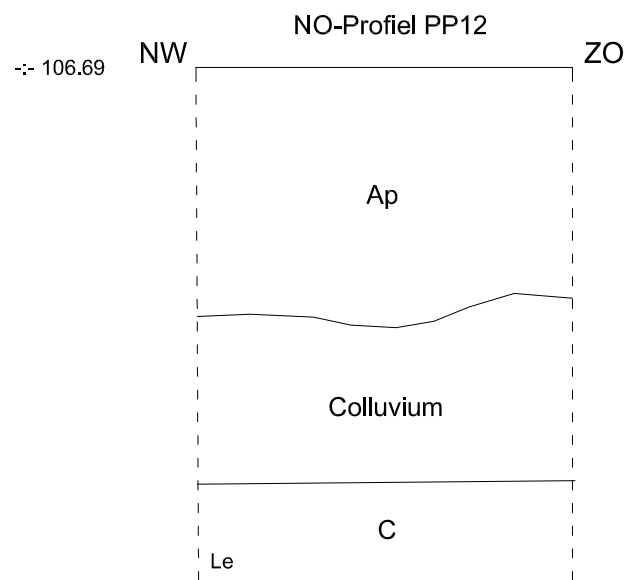 NO-Profiel PP12
NW ZO
-:- 106.69
Ap
Colluvium
C
Le